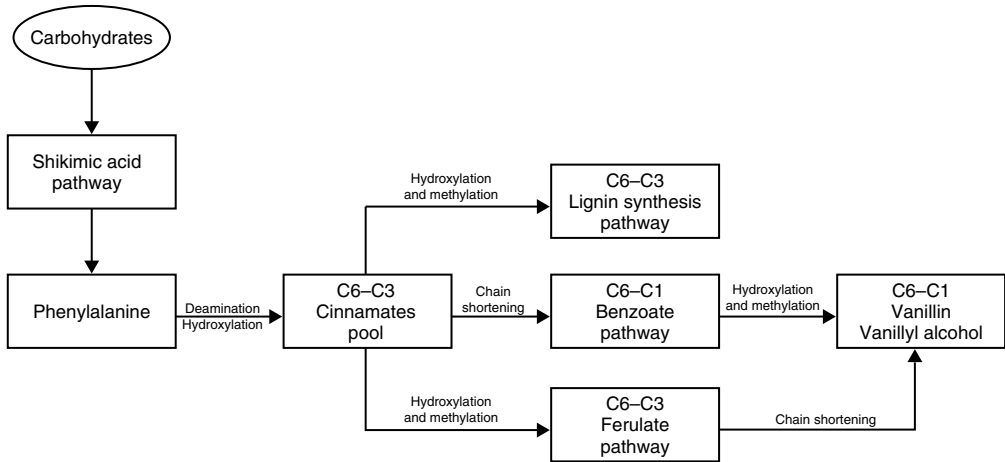 Carbohydrates
Shikimic acid
pathway
Phenylalanine
Deamination
Hydroxylation
C6–C3
Cinnamates
pool
Hydroxylation
and methylation
C6–C3
Lignin synthesis
pathway
Chain
shortening
C6–C1
Benzoate
pathway
Hydroxylation
and methylation
C6–C1
Vanillin
Vanillyl alcohol
Hydroxylation
and methylation
C6–C3
Ferulate
pathway
Chain shortening